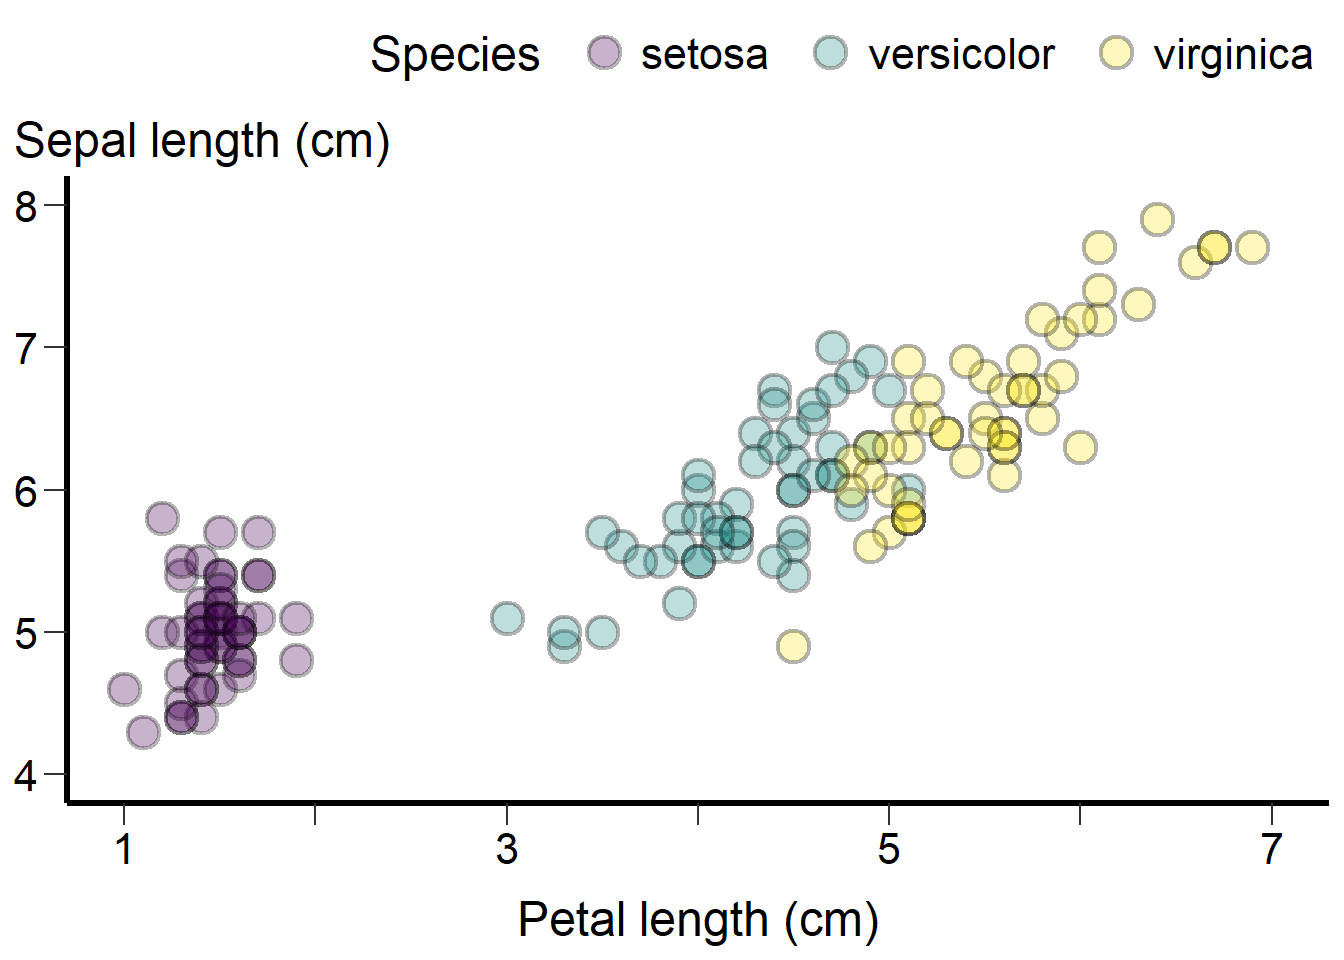 Species setosa versicolor virginica
Sepal length (cm)
8
7
6
5
4
1 3 5 7
Petal length (cm)